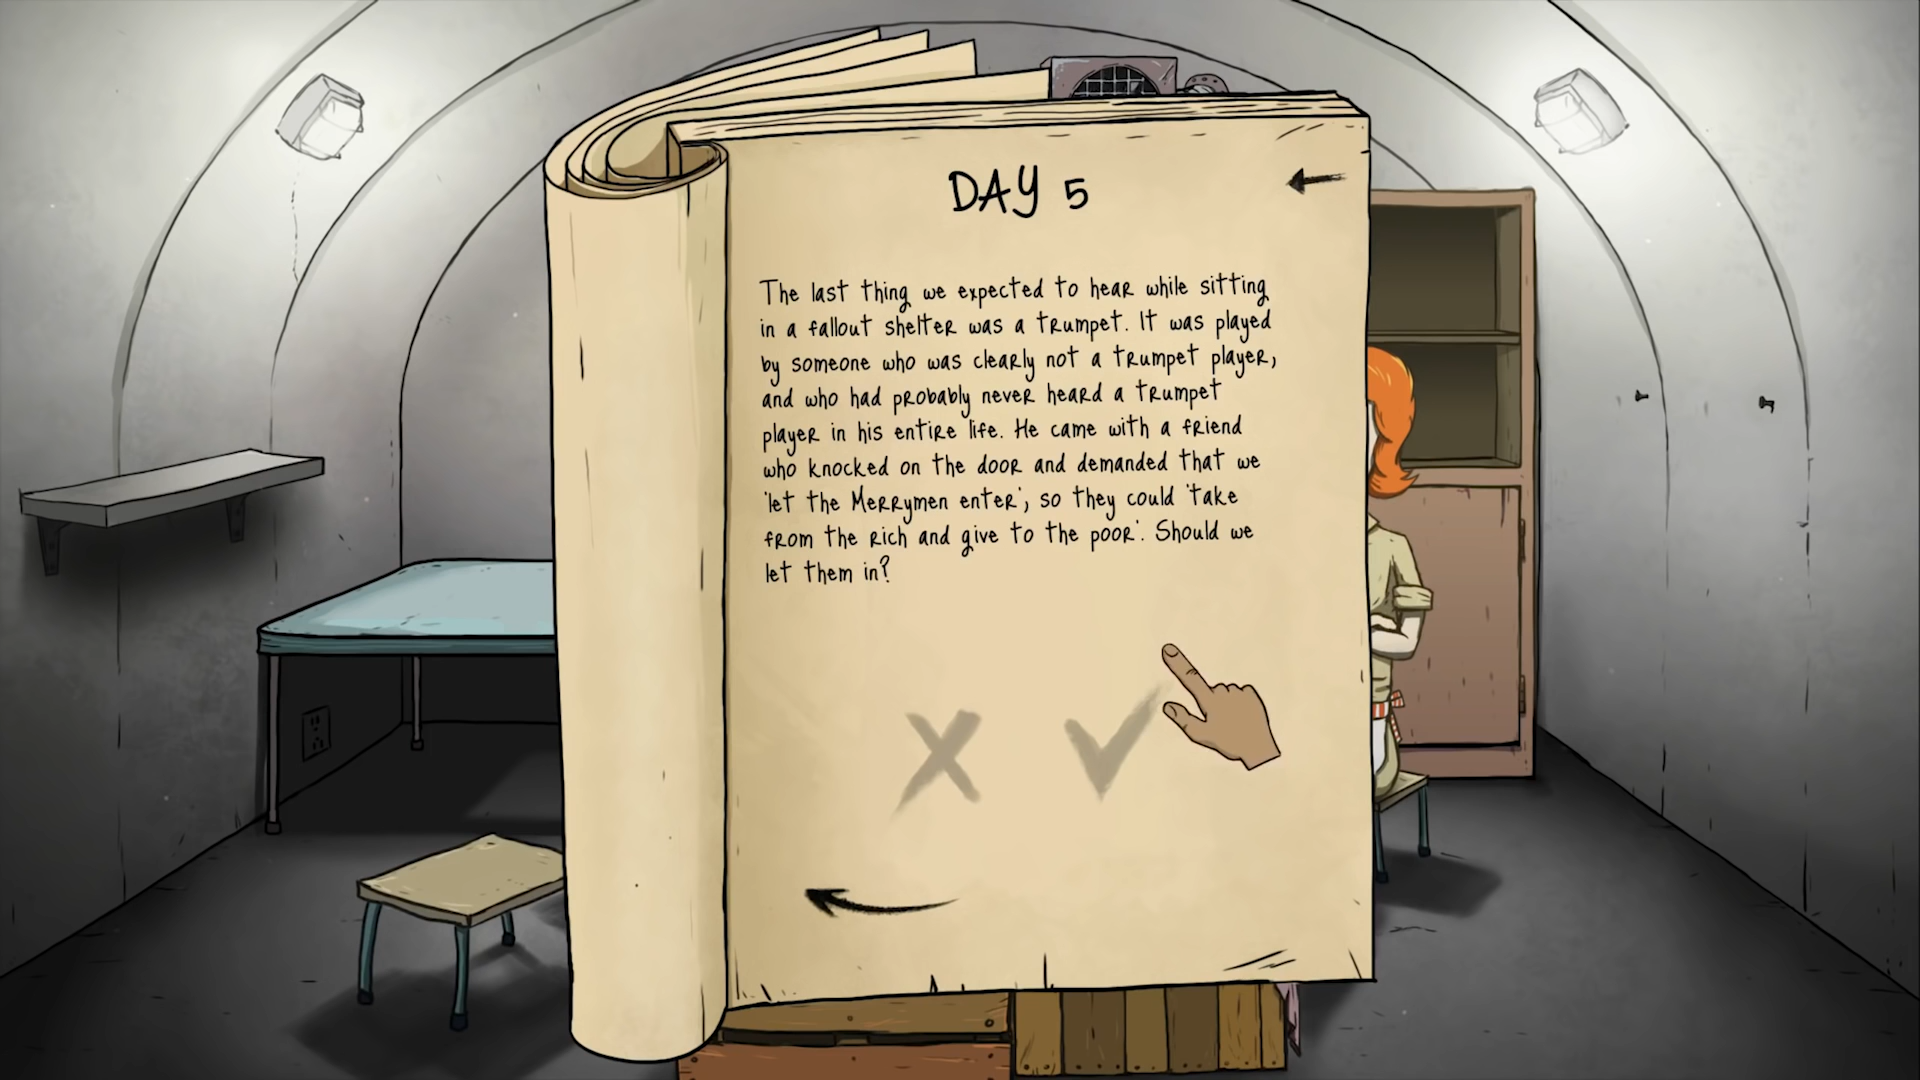 DAY 5
The last thing we expected to hear while sitting
in a fallout shelter was a trumpet. It was played
by someone who was clearly not a trumpet player,
and who had probably never heard a trumpet
player in his entire life. He came with a friend
who knocked on the door and demanded that we
'let the Merrymen enter', so they could 'take
from the rich and give to the poor'. Should we
let them in?